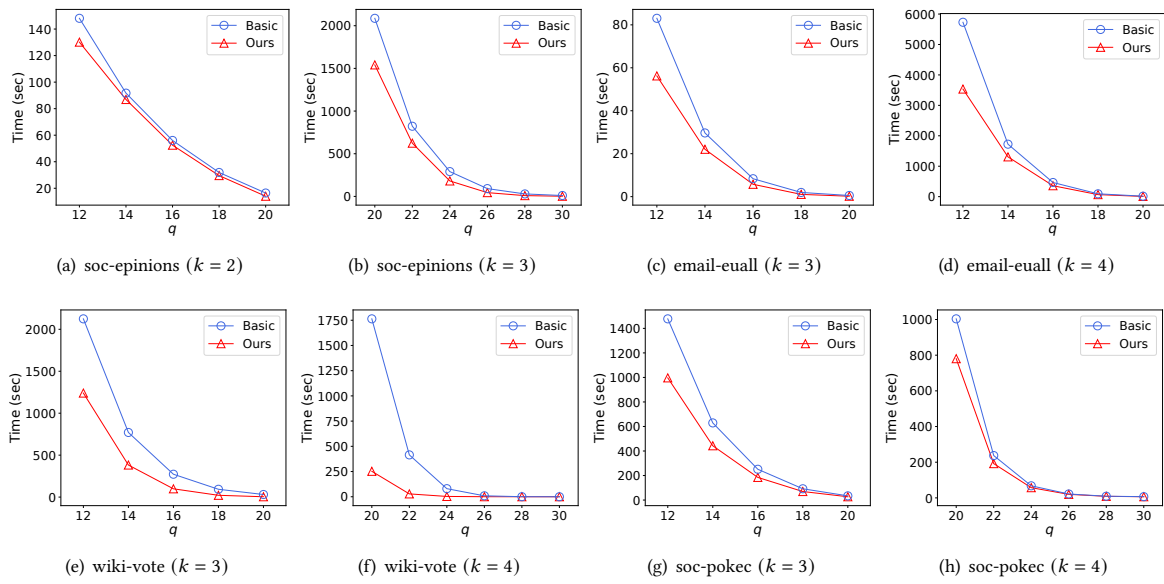 140
120
100
80
60
40
20
Time (sec)
12 14 16 18 20
q
Basic
Ours
(a) soc-epinions (k = 2)
2000
1500
1000
500
0
Time (sec)
20 22 24 26 28 30
q
Basic
Ours
(b) soc-epinions (k = 3)
80
60
40
20
0
Time (sec)
12 14 16 18 20
q
Basic
Ours
(c) email-euall (k = 3)
6000
5000
4000
3000
2000
1000
0
Time (sec)
12 14 16 18 20
q
Basic
Ours
(d) email-euall (k = 4)
2000
1500
1000
500
0
Time (sec)
12 14 16 18 20
q
Basic
Ours
(e) wiki-vote (k = 3)
1750
1500
1250
1000
750
500
250
0
Time (sec)
20 22 24 26 28 30
q
Basic
Ours
(f) wiki-vote (k = 4)
1400
1200
1000
800
600
400
200
0
Time (sec)
12 14 16 18 20
q
Basic
Ours
(g) soc-pokec (k = 3)
1000
800
600
400
200
0
Time (sec)
20 22 24 26 28 30
q
Basic
Ours
(h) soc-pokec (k = 4)